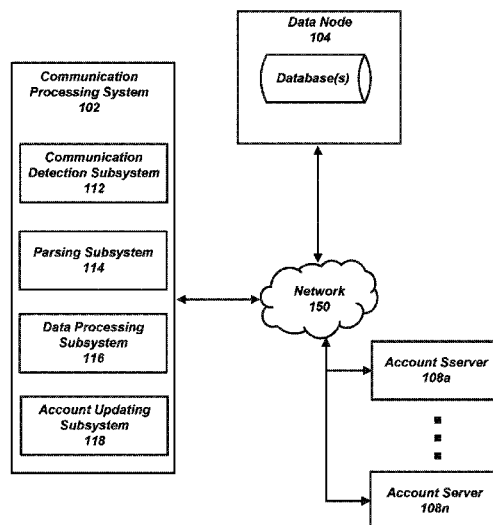 Data Node
104
Database(s)
Communication
Processing System
102
Communication
Detection Subsystem
112
Parsing Subsystem
114
Data Processing
Subsystem
116
Account Updating
Subsystem
118
Network
150
Account Sserver
108a
Account Server
108n